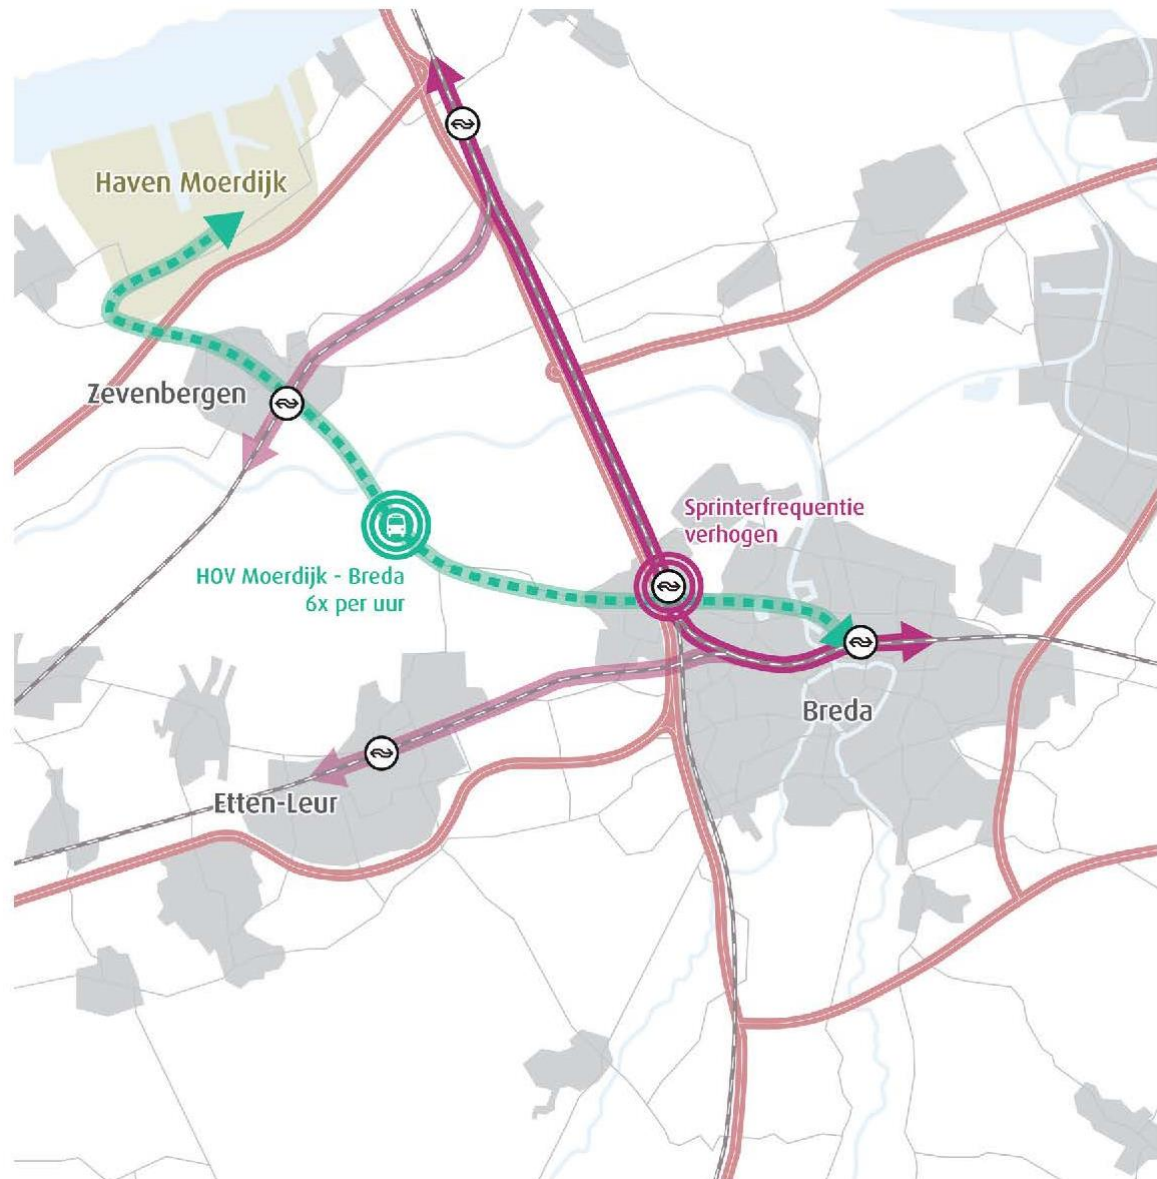 Haven Moerdijk
Zevenbergen
Sprinterfrequentie
verhogen
HOV Moerdijk - Breda
6x per uur
Breda
Etten-Leur